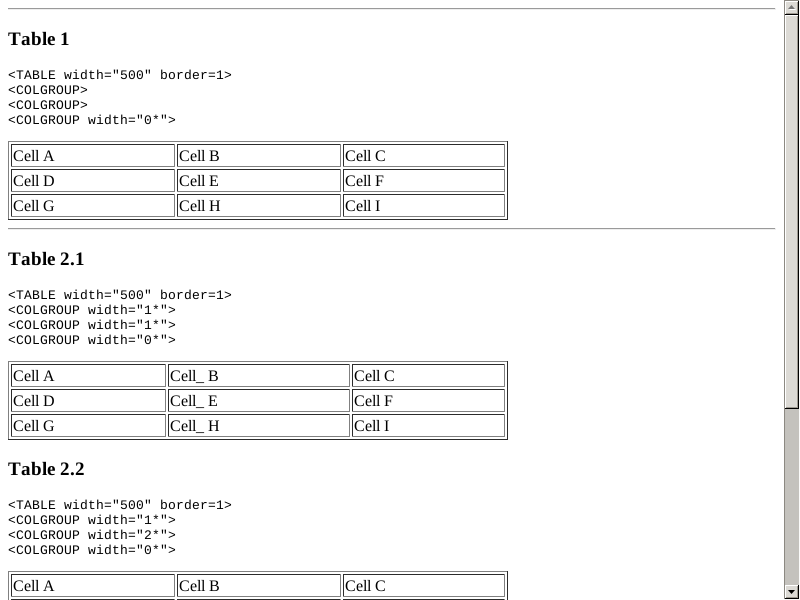 Table 1
<TABLE width="500" border=1>
<COLGROUP>
<COLGROUP>
<COLGROUP width="0*">
Cell A Cell B Cell C
Cell D Cell E Cell F
Cell G Cell H Cell I
Table 2.1
<TABLE width="500" border=1>
<COLGROUP width="1*">
<COLGROUP width="1*">
<COLGROUP width="0*">
Cell A Cell_ B Cell C
Cell D Cell_ E Cell F
Cell G Cell_ H Cell I
Table 2.2
<TABLE width="500" border=1>
<COLGROUP width="1*">
<COLGROUP width="2*">
<COLGROUP width="0*">
Cell A Cell B Cell C